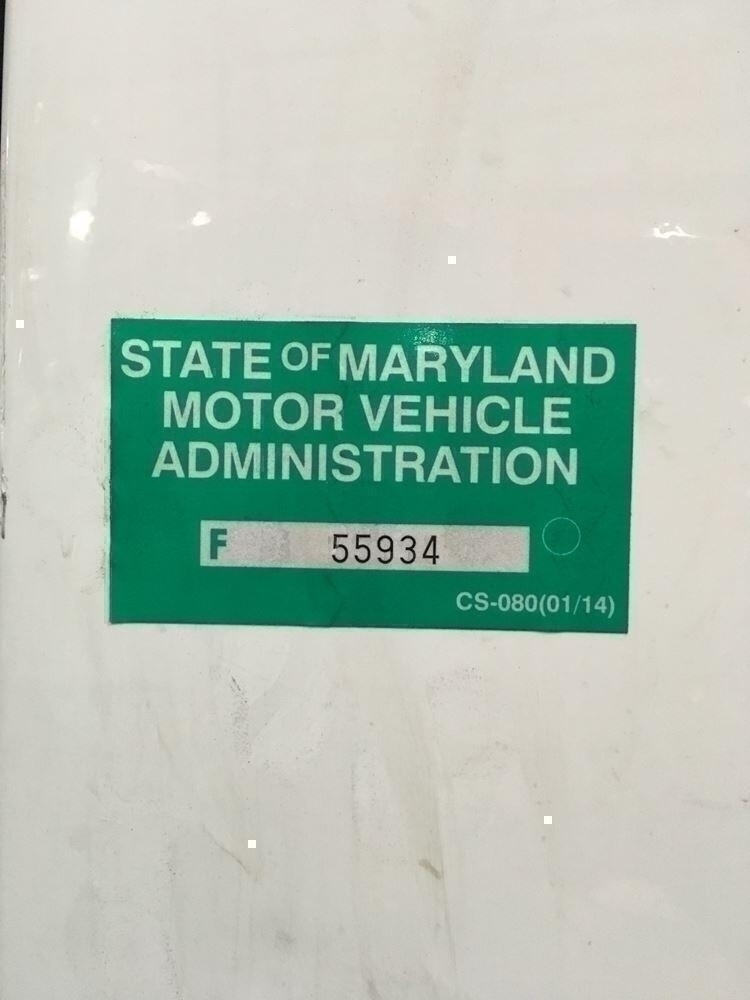 STATE OF MARYLAND
MOTOR VEHICLE
ADMINISTRATION
F 55934
CS-080(01/14)